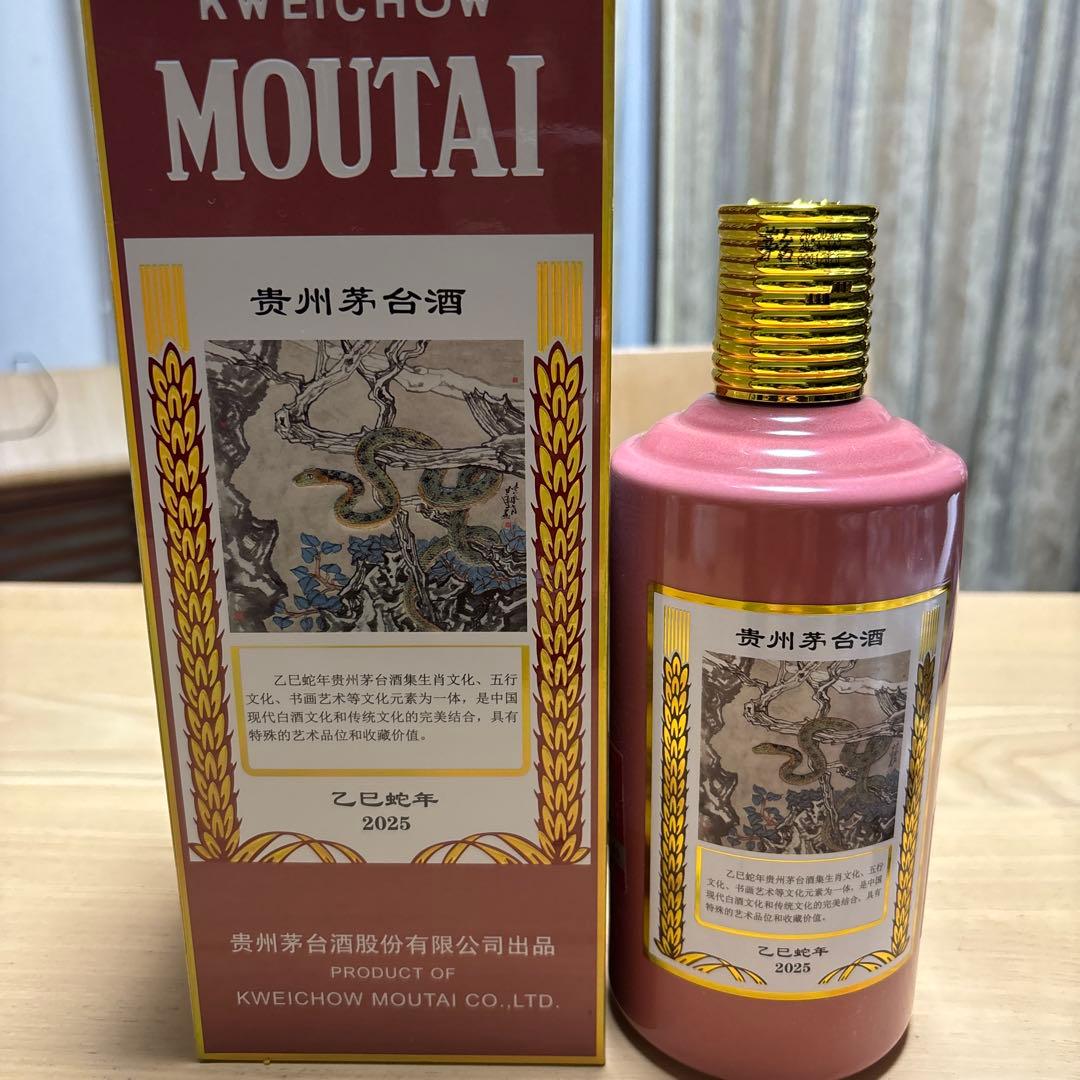 KWEICHOW
MOUTAI
贵州茅台酒
乙巳蛇年贵州茅台酒集生肖文化、五行
文化、书画艺术等文化元素为一体，是中国
现代白酒文化和传统文化的完美结合，具有
特殊的艺术品位和收藏价值。
乙巳蛇年
2025
贵州茅台酒股份有限公司出品
PRODUCT OF
KWEICHOW MOUTAI CO.,LTD.
茅台
贵州茅台酒
乙巳蛇年贵州茅台酒集生肖文化、五行
文化、书画艺术等文化元素为一体，是中国
现代白酒文化和传统文化的完美结合，具有
特殊的艺术品位和收藏价值。
乙巳蛇年
2025